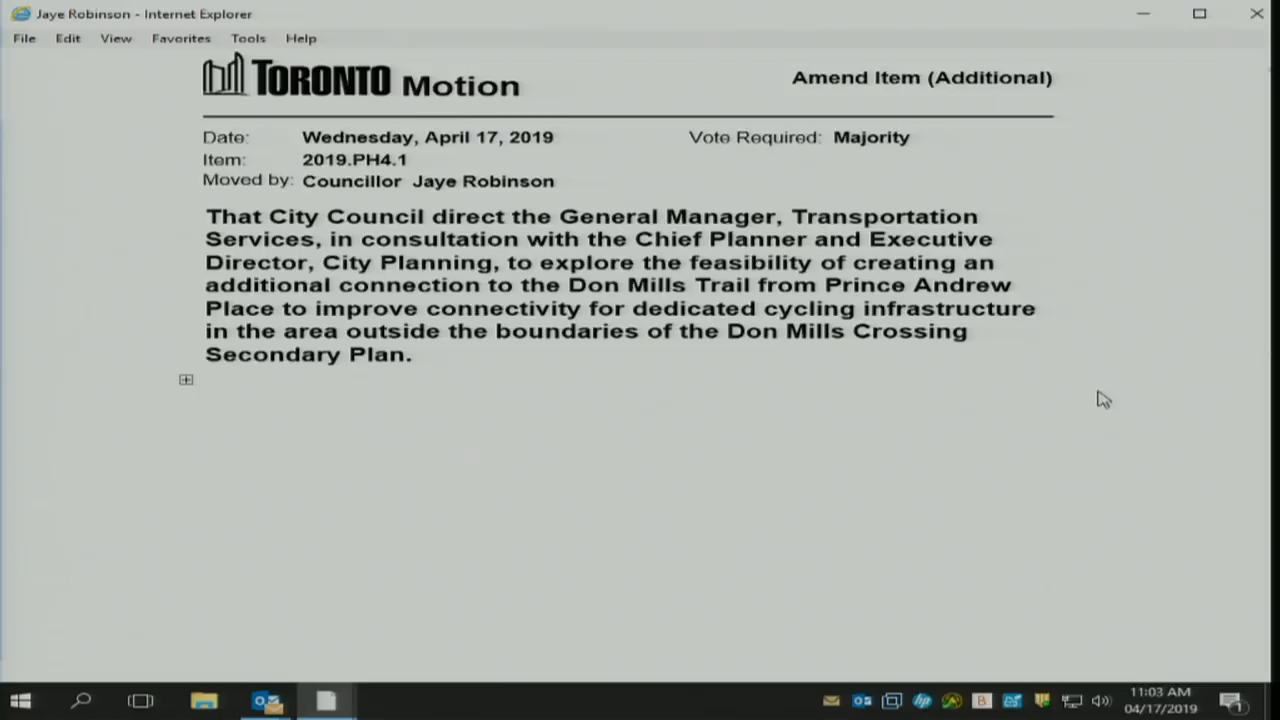 Jaye Robinson - Internet Explorer
File Edit View Favorites Tools Help
TORONTO Motion
Amend Item (Additional)
Date: Wednesday, April 17, 2019 Vote Required: Majority
Item: 2019.PH4.1
Moved by: Councillor Jaye Robinson
That City Council direct the General Manager, Transportation
Services, in consultation with the Chief Planner and Executive
Director, City Planning, to explore the feasibility of creating an
additional connection to the Don Mills Trail from Prince Andrew
Place to improve connectivity for dedicated cycling infrastructure
in the area outside the boundaries of the Don Mills Crossing
Secondary Plan.
11:03 AM
04/17/2019